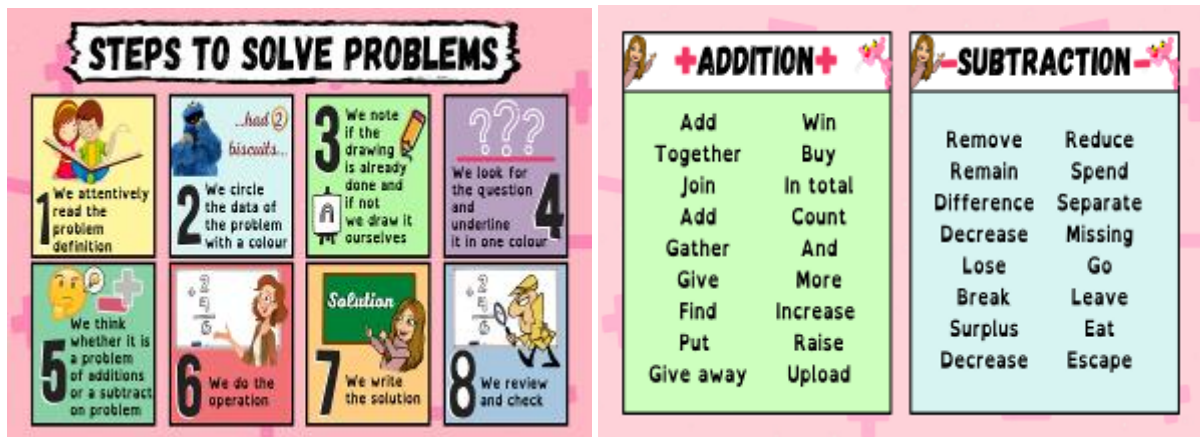 STEPS TO SOLVE PROBLEMS
1
We attentively
read the
problem
definition
...had 2
biscuits...
2
We circle
the data of
the problem
with a colour
3
We note
if the
drawing
is already
done and
if not
we draw it
ourselves
???
We look for
the question
and
underline
it in one colour
4
5
We think
whether it is
a problem
of additions
or a subtract
on problem
6
We do the
operation
Solution
7
We write
the solution
8
We review
and check
+ADDITION+
Add
Together
Join
Add
Gather
Give
Find
Put
Give away
Win
Buy
In total
Count
And
More
Increase
Raise
Upload
-SUBTRACTION-
Remove
Remain
Difference
Decrease
Lose
Break
Surplus
Decrease
Reduce
Spend
Separate
Missing
Go
Leave
Eat
Escape